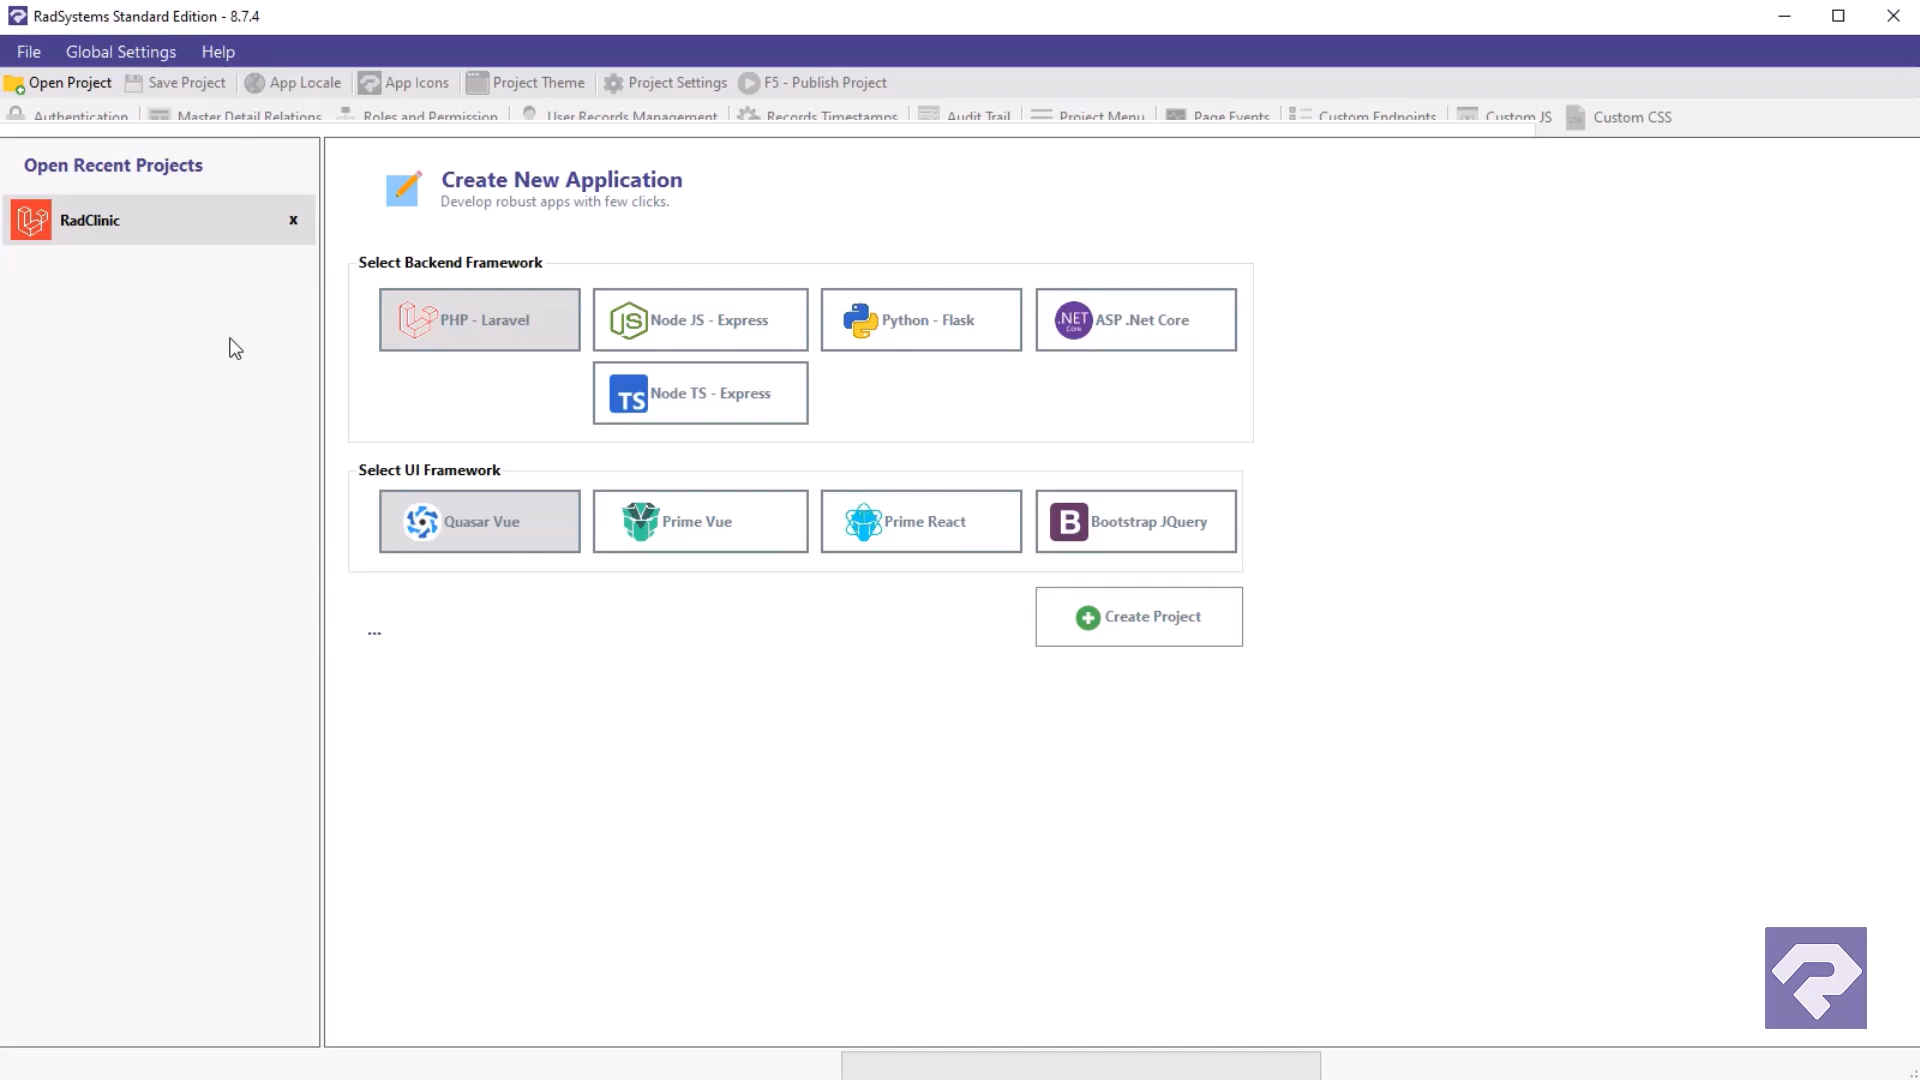 RadSystems Standard Edition - 8.7.4
File Global Settings Help
Open Project Save Project App Locale App Icons Project Theme Project Settings F5 - Publish Project
Authentication Master Detail Relations Roles and Permission User Records Management Records Timestamps Audit Trail Project Menu Page Events Custom Endpoints Custom JS Custom CSS
Open Recent Projects
RadClinic x
Create New Application
Develop robust apps with few clicks.
Select Backend Framework
PHP - Laravel
JS Node JS - Express
Python - Flask
.NET Core ASP .Net Core
TS Node TS - Express
Select UI Framework
Quasar Vue
Prime Vue
Prime React
B Bootstrap JQuery
...
Create Project